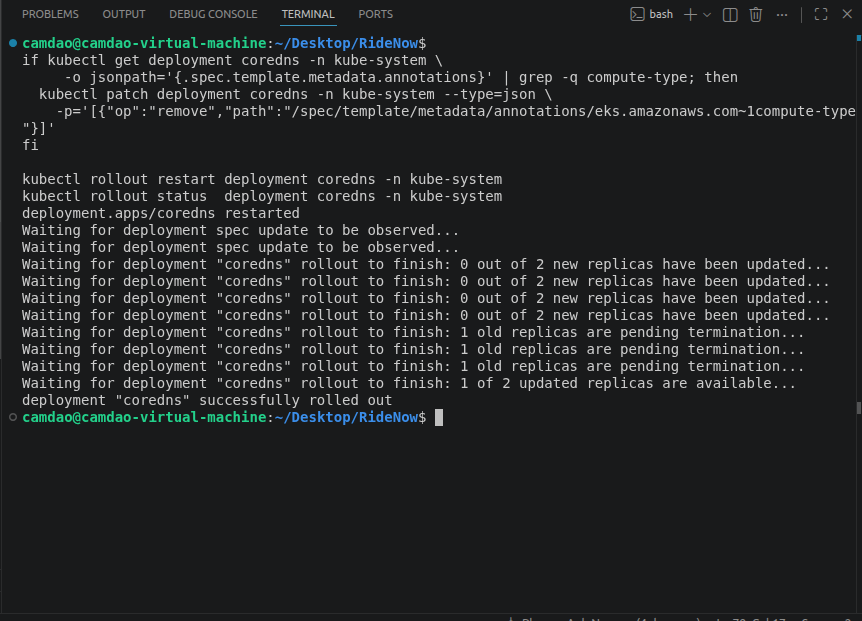 PROBLEMS OUTPUT DEBUG CONSOLE TERMINAL PORTS bash
camdao@camdao-virtual-machine:~/Desktop/RideNow$
if kubectl get deployment coredns -n kube-system \
     -o jsonpath='{.spec.template.metadata.annotations}' | grep -q compute-type; then
  kubectl patch deployment coredns -n kube-system --type=json \
    -p='[{"op":"remove","path":"/spec/template/metadata/annotations/eks.amazonaws.com~1compute-type
"}]'
fi

kubectl rollout restart deployment coredns -n kube-system
kubectl rollout status  deployment coredns -n kube-system
deployment.apps/coredns restarted
Waiting for deployment spec update to be observed...
Waiting for deployment spec update to be observed...
Waiting for deployment "coredns" rollout to finish: 0 out of 2 new replicas have been updated...
Waiting for deployment "coredns" rollout to finish: 0 out of 2 new replicas have been updated...
Waiting for deployment "coredns" rollout to finish: 0 out of 2 new replicas have been updated...
Waiting for deployment "coredns" rollout to finish: 0 out of 2 new replicas have been updated...
Waiting for deployment "coredns" rollout to finish: 1 old replicas are pending termination...
Waiting for deployment "coredns" rollout to finish: 1 old replicas are pending termination...
Waiting for deployment "coredns" rollout to finish: 1 old replicas are pending termination...
Waiting for deployment "coredns" rollout to finish: 1 of 2 updated replicas are available...
deployment "coredns" successfully rolled out
camdao@camdao-virtual-machine:~/Desktop/RideNow$